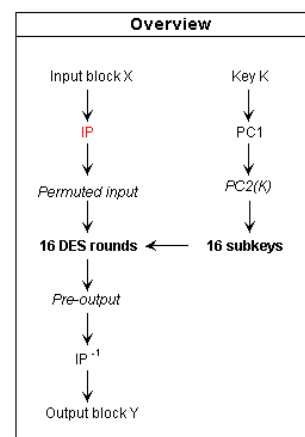 Overview
Input block X
Key K
IP
PC1
Permuted input
PC2(K)
16 DES rounds
16 subkeys
Pre-output
IP -1
Output block Y